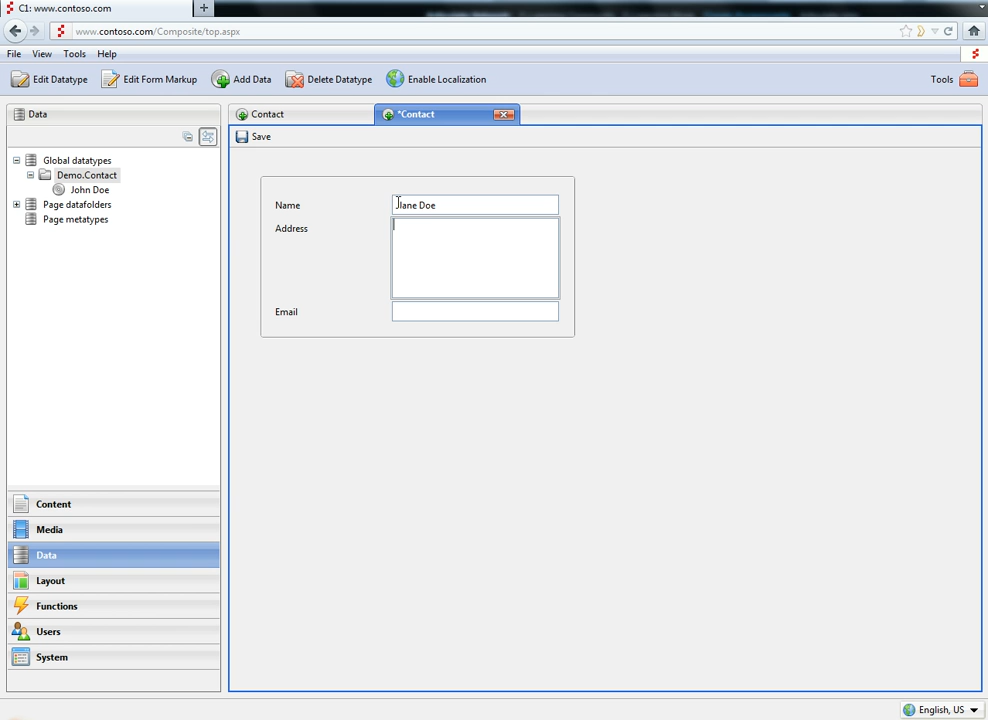 C1: www.contoso.com
www.contoso.com/Composite/top.aspx
File View Tools Help
Edit Datatype Edit Form Markup Add Data Delete Datatype Enable Localization Tools
Data
Contact
*Contact
Save
Global datatypes
Demo.Contact
John Doe
Page datafolders
Page metatypes
Name
Jane Doe
Address
Email
Content
Media
Data
Layout
Functions
Users
System
English, US